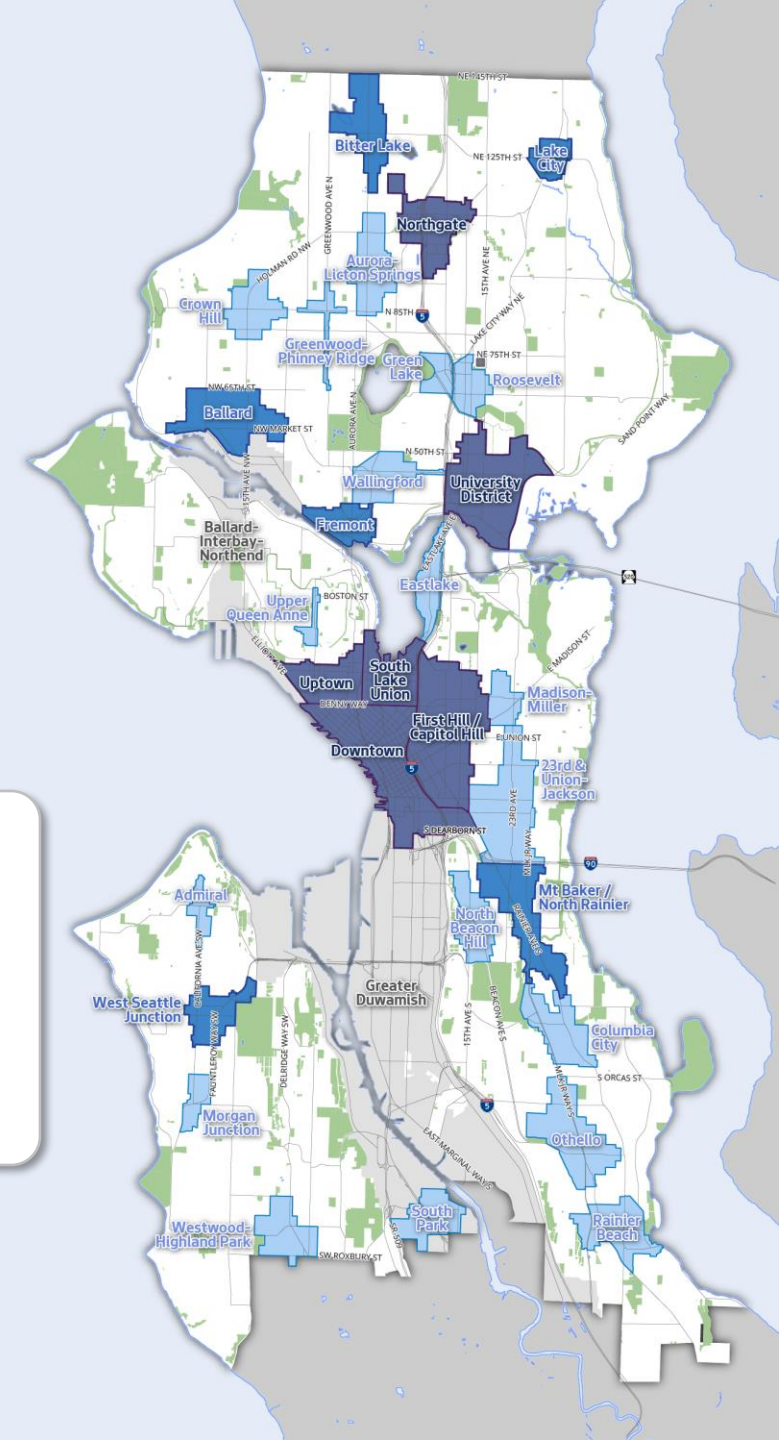 NE 145TH ST
Bitter Lake
NE 125TH ST
Lake
City
GREENWOOD AVE N
Northgate
HOLMAN RD NW
Aurora-
Licton Springs
15TH AVE NE
Crown
Hill
N 85TH
5
LAKE CITY WAY NE
Greenwood-
Phinney Ridge
Green
Lake
NE 75TH ST
Roosevelt
NW 65TH ST
Ballard
NW MARKET ST
AURORA AVE N
SAND POINT WAY
N 50TH ST
15TH AVE NW
Wallingford
University
District
Fremont
Ballard-
Interbay-
Northend
EASTLAKE AVE E
Eastlake
520
BOSTON ST
Upper
Queen Anne
ELLIOTT AVE
E MADISON ST
South
Lake
Union
Uptown
DENNY WAY
Madison-
Miller
First Hill /
Capitol Hill
E UNION ST
Downtown
5
23rd &
Union-
Jackson
23RD AVE
MLK JR WAY
S DEARBORN ST
90
Admiral
Mt Baker /
North Rainier
North
Beacon
Hill
RAINIER AVE S
CALIFORNIA AVE SW
Greater
Duwamish
West Seattle
Junction
FAUNTLEROY WAY SW
DELRIDGE WAY SW
15TH AVE S
BEACON AVE S
Columbia
City
S ORCAS ST
MLK JR WAY S
5
Morgan
Junction
EAST MARGINAL WAY S
Othello
South
Park
Rainier
Beach
Westwood-
Highland Park
SR 509
SW ROXBURY ST